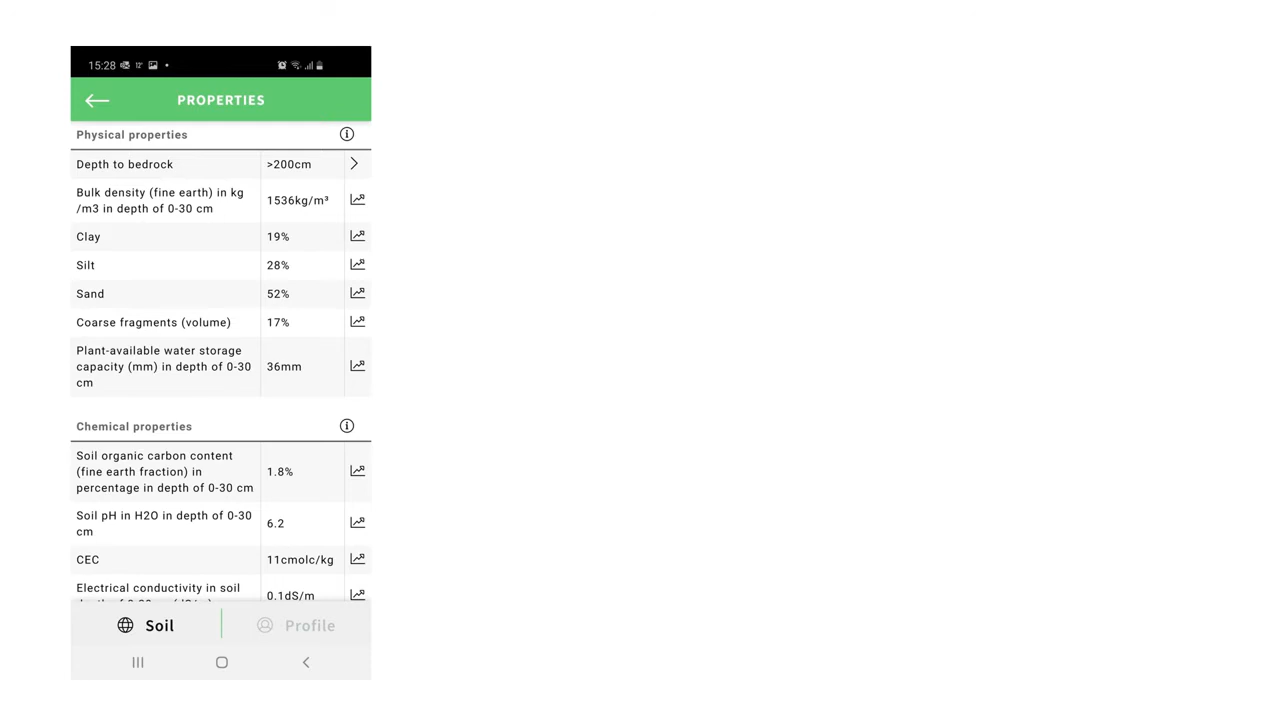 15:28 12°
PROPERTIES
Physical properties
Depth to bedrock >200cm
Bulk density (fine earth) in kg
/m3 in depth of 0-30 cm 1536kg/m³
Clay 19%
Silt 28%
Sand 52%
Coarse fragments (volume) 17%
Plant-available water storage
capacity (mm) in depth of 0-30 36mm
cm
Chemical properties
Soil organic carbon content
(fine earth fraction) in 1.8%
percentage in depth of 0-30 cm
Soil pH in H2O in depth of 0-30
cm 6.2
CEC 11cmolc/kg
Electrical conductivity in soil
0.1dS/m
Soil Profile